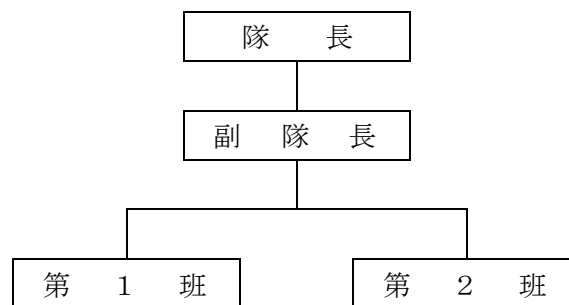 隊　長
副　隊　長
第　１　班
第　２　班